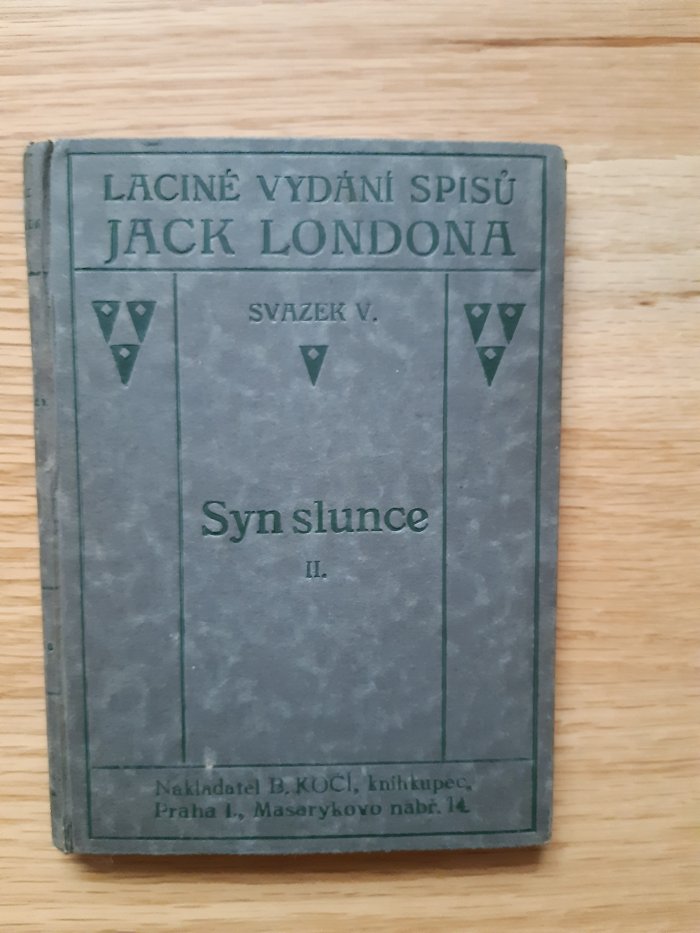 LACINÉ VYDÁNÍ SPISŮ
JACK LONDONA
SVAZEK V.
Syn slunce
II.
Nakladatel B. KOČÍ, knihkupec,
Praha I., Masarykovo nábř. 14.